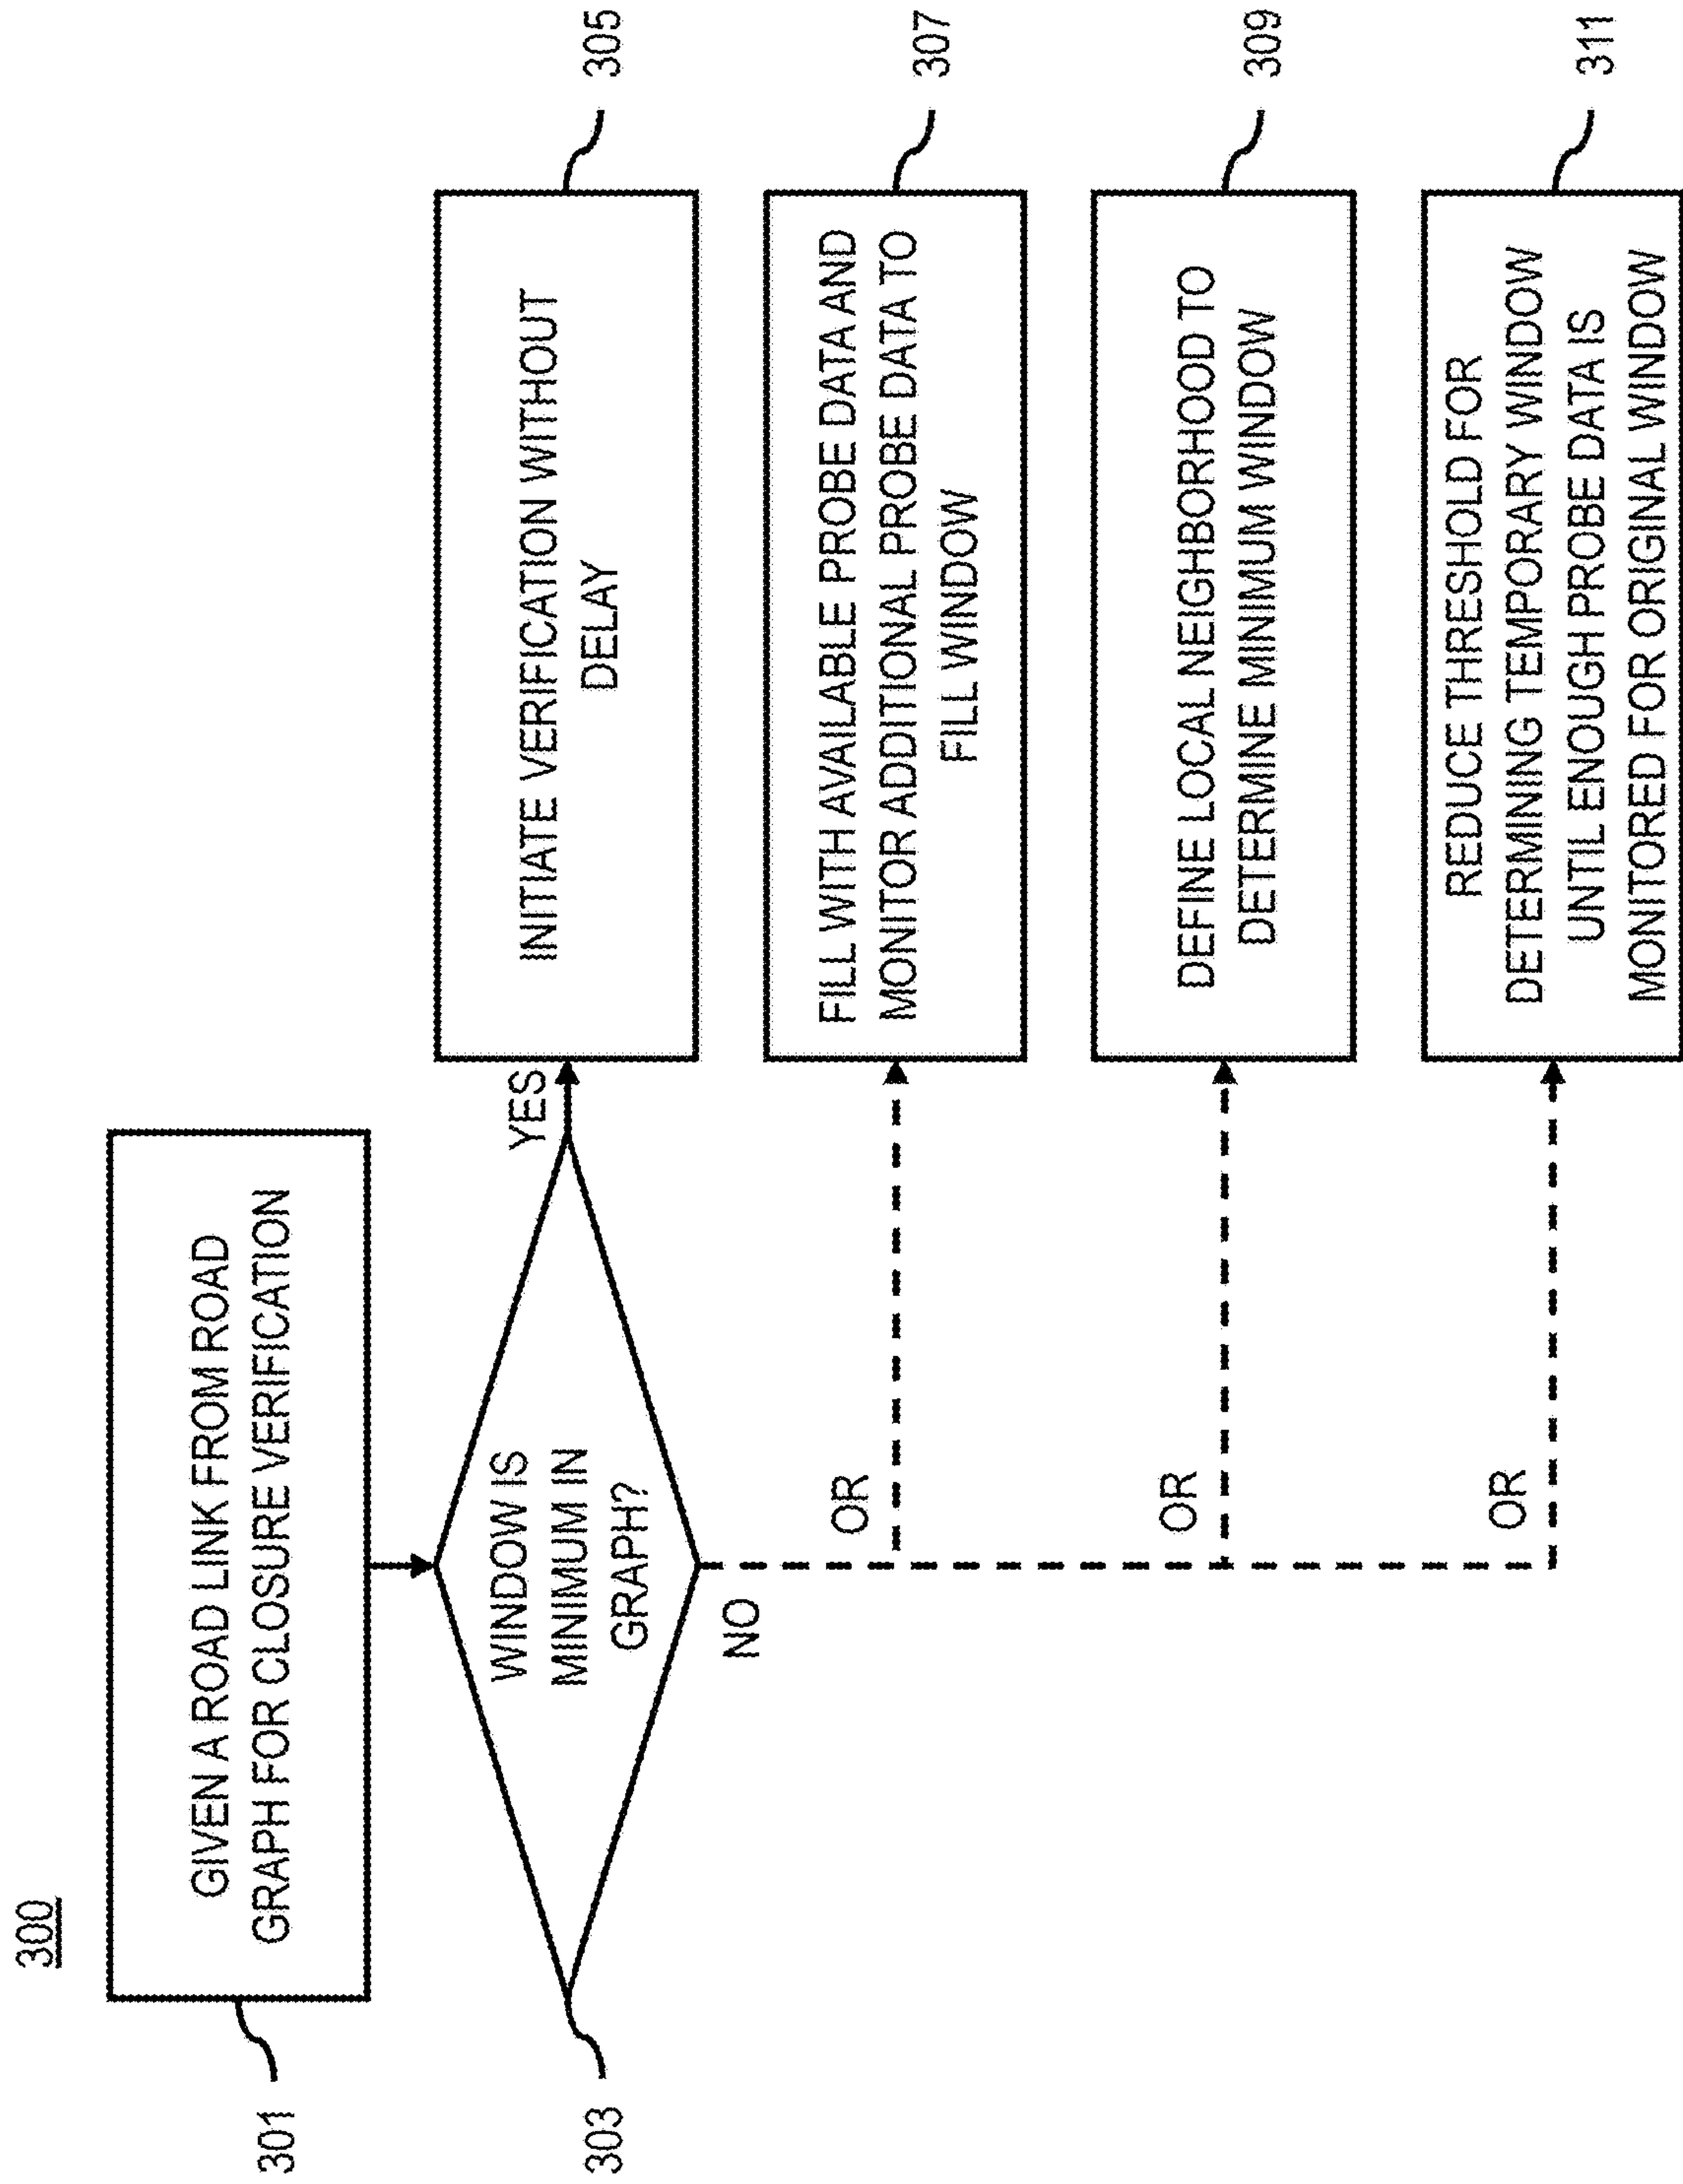 300
301
GIVEN A ROAD LINK FROM ROAD
GRAPH FOR CLOSURE VERIFICATION
303
WINDOW IS
MINIMUM IN
GRAPH?
YES
INITIATE VERIFICATION WITHOUT
DELAY
305
NO
OR
FILL WITH AVAILABLE PROBE DATA AND
MONITOR ADDITIONAL PROBE DATA TO
FILL WINDOW
307
OR
DEFINE LOCAL NEIGHBORHOOD TO
DETERMINE MINIMUM WINDOW
309
OR
REDUCE THRESHOLD FOR
DETERMINING TEMPORARY WINDOW
UNTIL ENOUGH PROBE DATA IS
MONITORED FOR ORIGINAL WINDOW
311